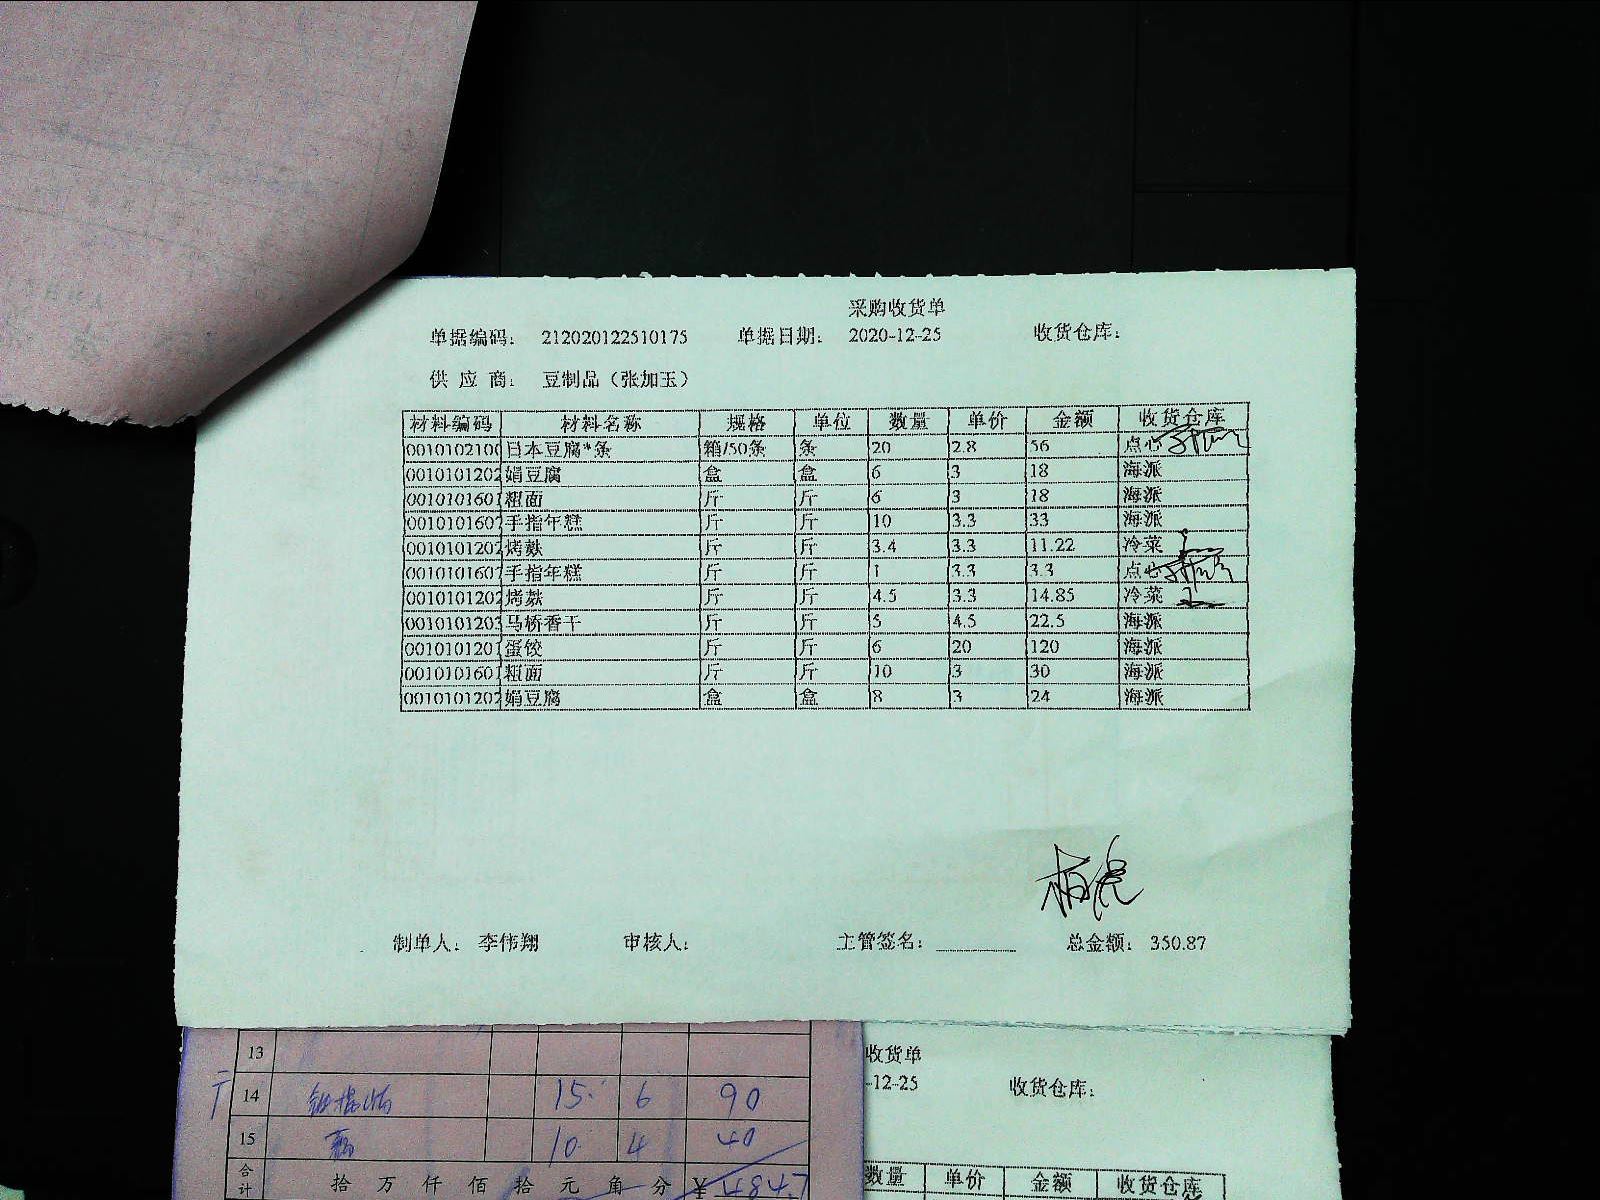 采购收货单
单据编码： 212020122510175 单据日期： 2020-12-25 收货仓库：
供 应 商： 豆制品（张加玉）
材料编码 材料名称 规格 单位 数量 单价 金额 收货仓库
0010102100 日本豆腐*条 箱/50条 条 20 2.8 56 点心
0010101202 娟豆腐 盒 盒 6 3 18 海派
0010101601 粗面 斤 斤 6 3 18 海派
0010101607 手指年糕 斤 斤 10 3.3 33 海派
0010101202 烤麸 斤 斤 3.4 3.3 11.22 冷菜
0010101607 手指年糕 斤 斤 1 3.3 3.3 点心
0010101202 烤麸 斤 斤 4.5 3.3 14.85 冷菜
0010101203 马桥香干 斤 斤 5 4.5 22.5 海派
0010101201 蛋饺 斤 斤 6 20 120 海派
0010101601 粗面 斤 斤 10 3 30 海派
0010101202 娟豆腐 盒 盒 8 3 24 海派
制单人： 李伟翔 审核人： 主管签名： 总金额： 350.87
13
14 15 6 90
15 10 4 40
合计 拾 万 仟 佰 拾 元 角 分 ¥
收货单
-12-25 收货仓库：
数量 单价 金额 收货仓库